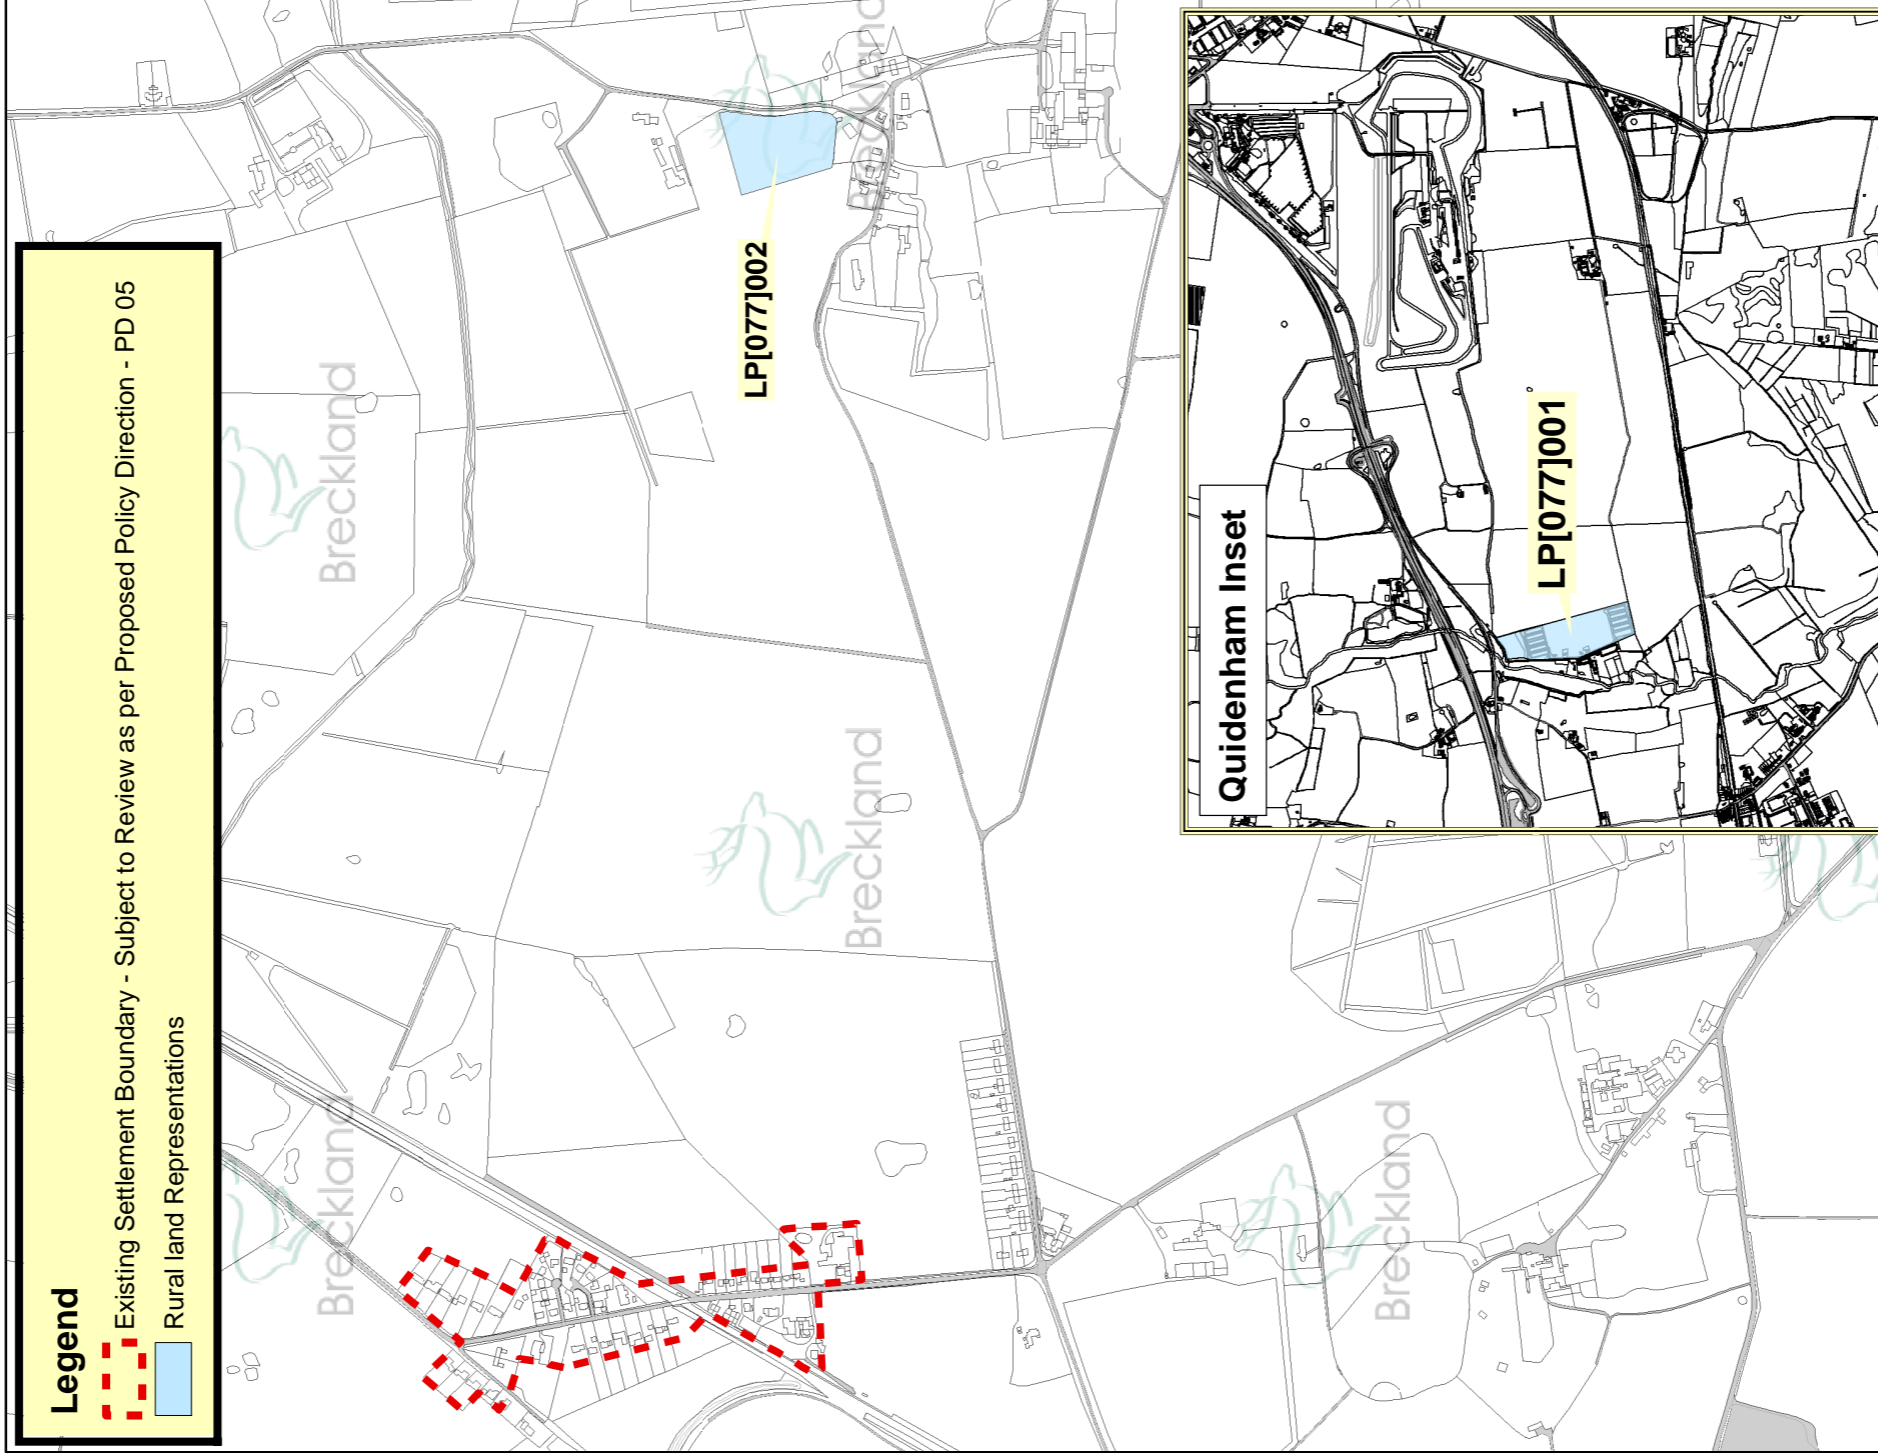 Legend
Existing Settlement Boundary - Subject to Review as per Proposed Policy Direction - PD 05
Rural land Representations
Breckland
Breckland
Breckland
Breckland
Breckland
LP[077]002
Quidenham Inset
LP[077]001